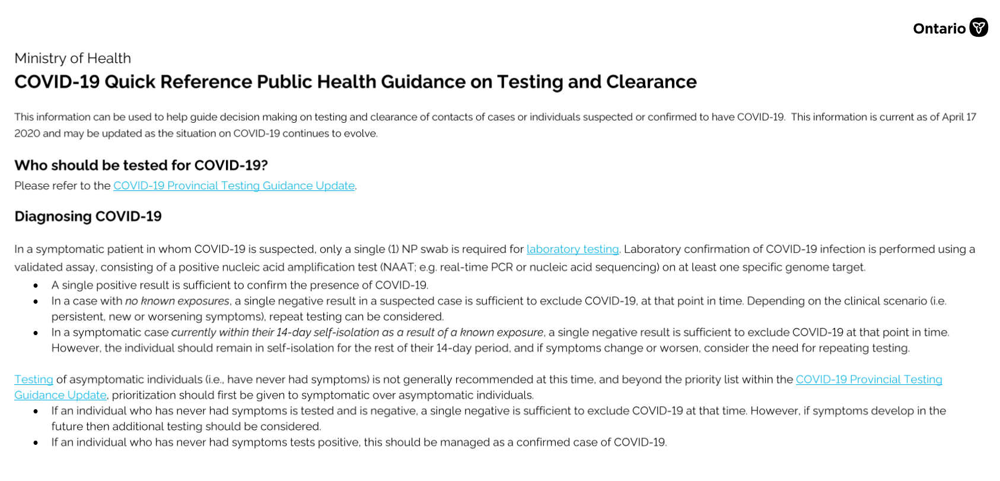 Ontario
Ministry of Health
COVID-19 Quick Reference Public Health Guidance on Testing and Clearance
This information can be used to help guide decision making on testing and clearance of contacts of cases or individuals suspected or confirmed to have COVID-19.  This information is current as of April 17
2020 and may be updated as the situation on COVID-19 continues to evolve.
Who should be tested for COVID-19?
Please refer to the COVID-19 Provincial Testing Guidance Update.
Diagnosing COVID-19
In a symptomatic patient in whom COVID-19 is suspected, only a single (1) NP swab is required for laboratory testing. Laboratory confirmation of COVID-19 infection is performed using a
validated assay, consisting of a positive nucleic acid amplification test (NAAT; e.g. real-time PCR or nucleic acid sequencing) on at least one specific genome target.
• A single positive result is sufficient to confirm the presence of COVID-19.
• In a case with no known exposures, a single negative result in a suspected case is sufficient to exclude COVID-19, at that point in time. Depending on the clinical scenario (i.e.
persistent, new or worsening symptoms), repeat testing can be considered.
• In a symptomatic case currently within their 14-day self-isolation as a result of a known exposure, a single negative result is sufficient to exclude COVID-19 at that point in time.
However, the individual should remain in self-isolation for the rest of their 14-day period, and if symptoms change or worsen, consider the need for repeating testing.
Testing of asymptomatic individuals (i.e., have never had symptoms) is not generally recommended at this time, and beyond the priority list within the COVID-19 Provincial Testing
Guidance Update, prioritization should first be given to symptomatic over asymptomatic individuals.
• If an individual who has never had symptoms is tested and is negative, a single negative is sufficient to exclude COVID-19 at that time. However, if symptoms develop in the
future then additional testing should be considered.
• If an individual who has never had symptoms tests positive, this should be managed as a confirmed case of COVID-19.